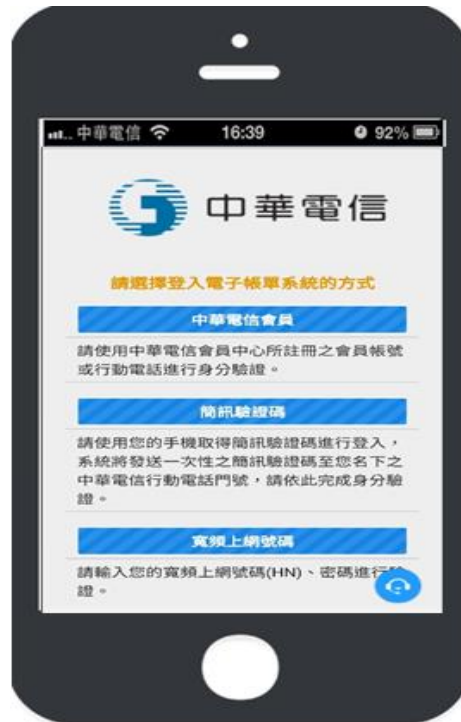 中華電信 16:39 92%
中華電信
請選擇登入電子帳單系統的方式
中華電信會員
請使用中華電信會員中心所註冊之會員帳號
或行動電話進行身分驗證。
簡訊驗證碼
請使用您的手機取得簡訊驗證碼進行登入，
系統將發送一次性之簡訊驗證碼至您名下之
中華電信行動電話門號，請依此完成身分驗
證。
寬頻上網號碼
請輸入您的寬頻上網號碼(HN)、密碼進行
證。